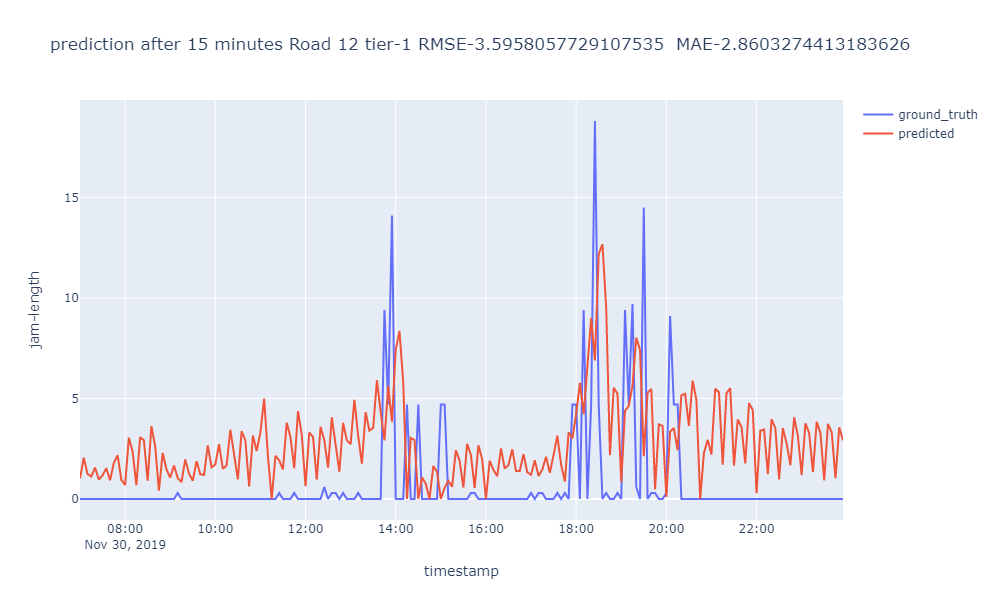 prediction after 15 minutes Road 12 tier-1 RMSE-3.5958057729107535  MAE-2.8603274413183626
ground_truth
predicted
15
10
5
0
jam-length
08:00 10:00 12:00 14:00 16:00 18:00 20:00 22:00
Nov 30, 2019
timestamp